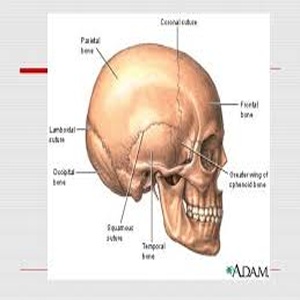 Coronal suture
Parietal
bone
Frontal
bone
Lambdoidal
suture
Occipital
bone
Greater wing of
sphenoid bone
Squamous
suture
Temporal
bone
ADAM.